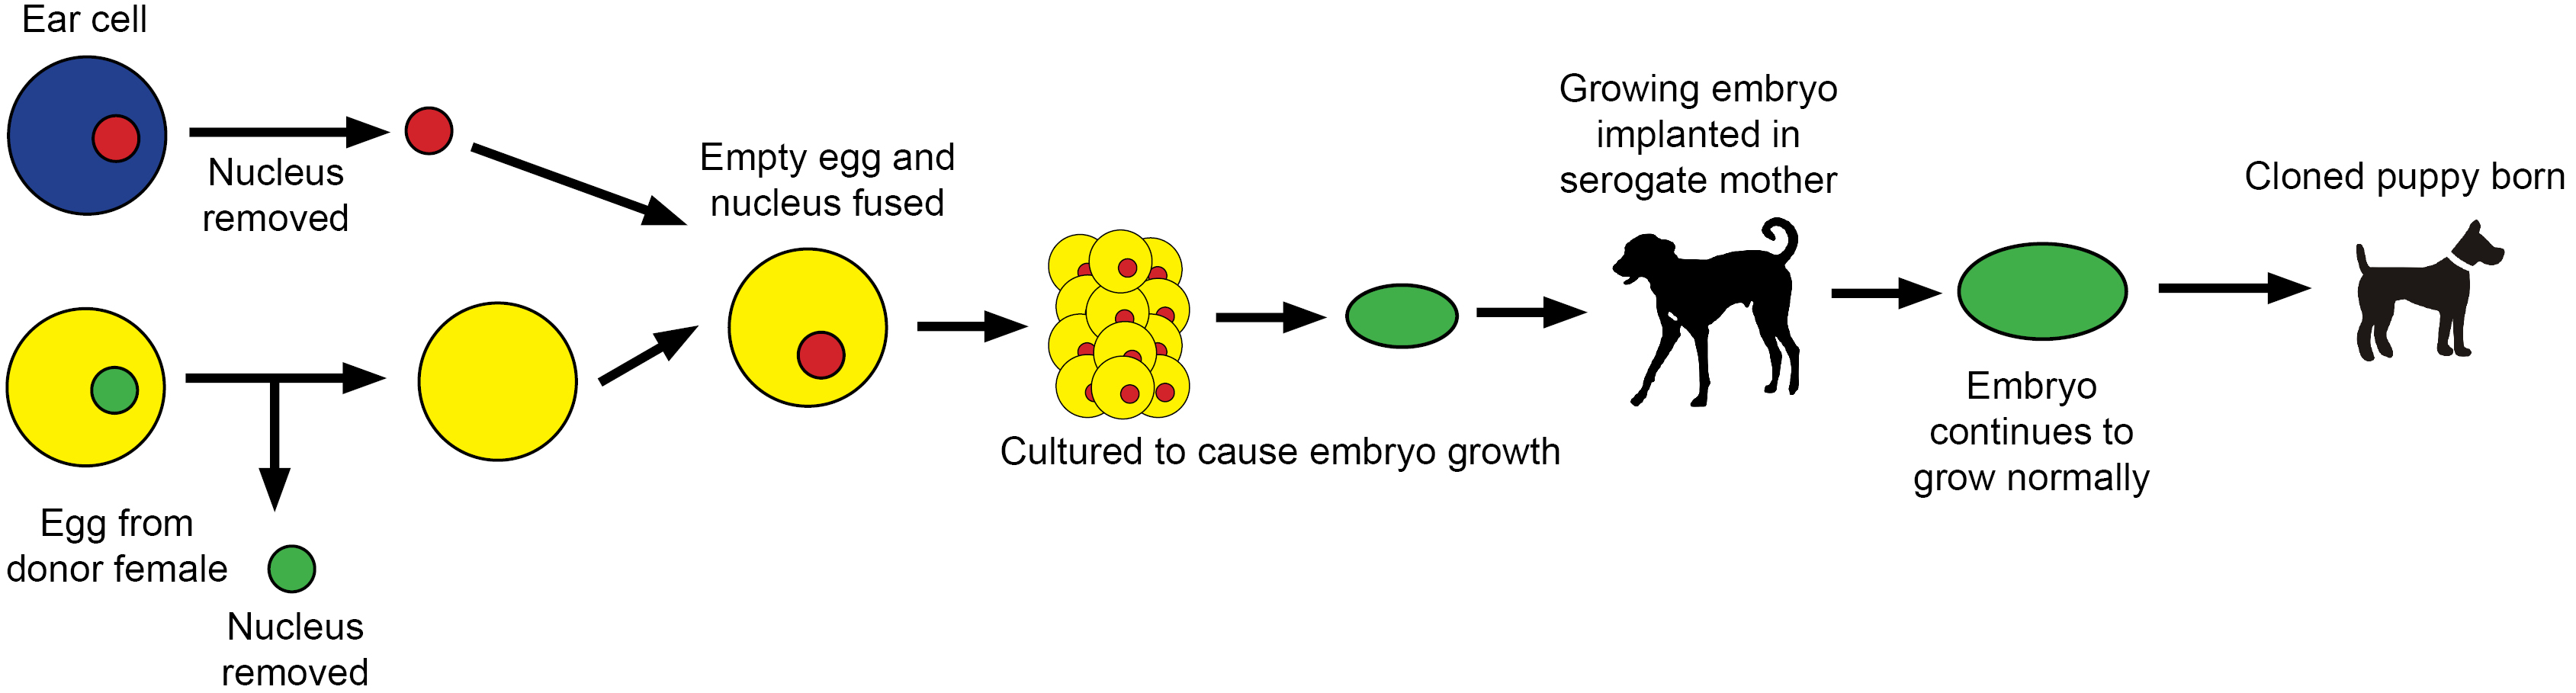 Ear cell
Nucleus
removed
Empty egg and
nucleus fused
Egg from
donor female
Nucleus
removed
Cultured to cause embryo growth
Growing embryo
implanted in
serogate mother
Embryo
continues to
grow normally
Cloned puppy born